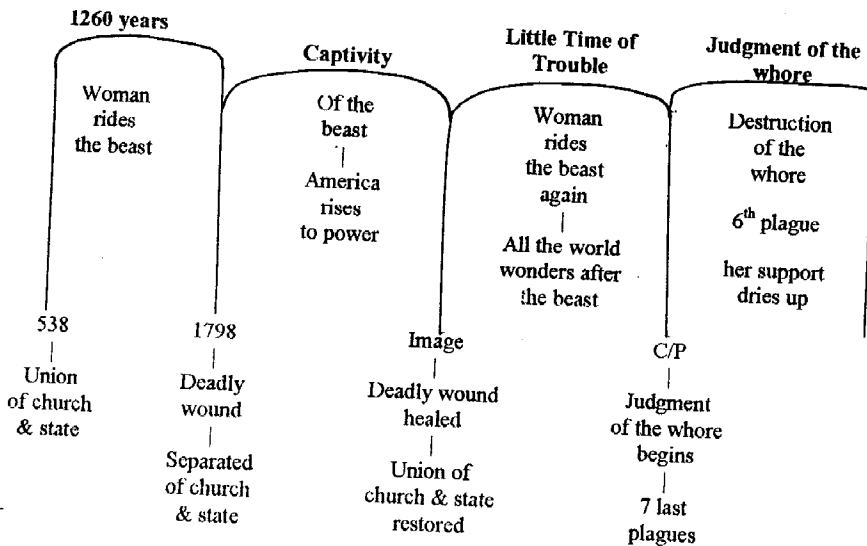 1260 years
Captivity
Little Time of
Trouble
Judgment of the
whore
Woman
rides
the beast
Of the
beast
America
rises
to power
Woman
rides
the beast
again
All the world
wonders after
the beast
Destruction
of the
whore
6th plague
her support
dries up
538
Union
of church
& state
1798
Deadly
wound
Separated
of church
& state
Image
Deadly wound
healed
Union of
church & state
restored
C/P
Judgment
of the whore
begins
7 last
plagues